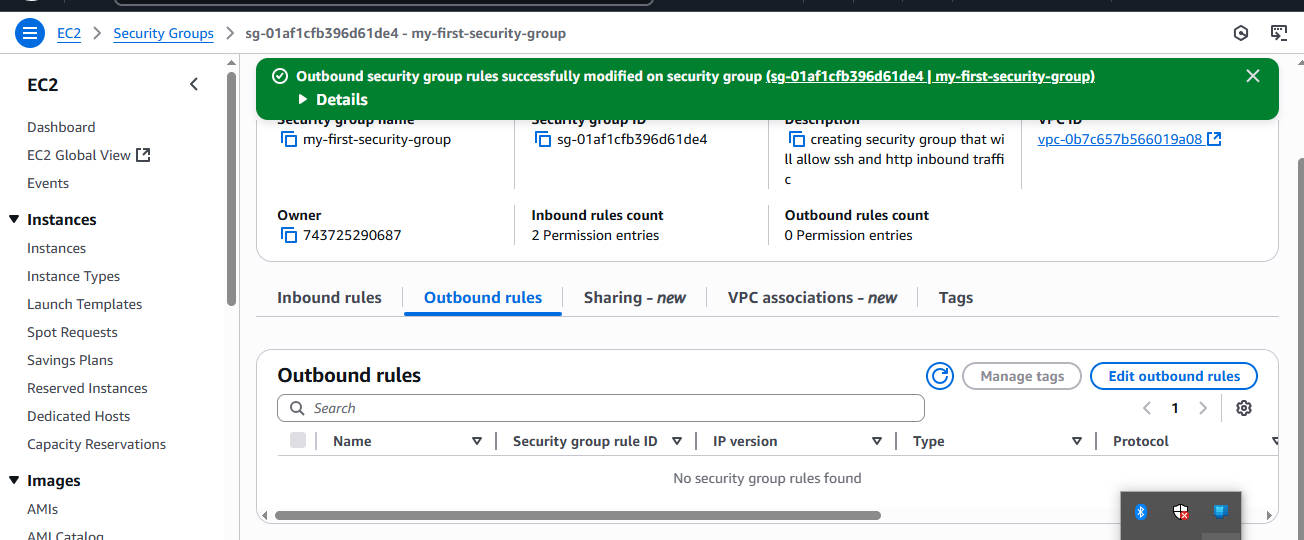 EC2 > Security Groups > sg-01af1cfb396d61de4 - my-first-security-group
EC2
Dashboard
EC2 Global View
Events
Instances
Instances
Instance Types
Launch Templates
Spot Requests
Savings Plans
Reserved Instances
Dedicated Hosts
Capacity Reservations
Images
AMIs
AMI Catalog
Outbound security group rules successfully modified on security group (sg-01af1cfb396d61de4 | my-first-security-group)
Details
Security group name
my-first-security-group
Security group ID
sg-01af1cfb396d61de4
Description
creating security group that wi
ll allow ssh and http inbound traffi
c
VPC ID
vpc-0b7c657b566019a08
Owner
743725290687
Inbound rules count
2 Permission entries
Outbound rules count
0 Permission entries
Inbound rules
Outbound rules
Sharing - new
VPC associations - new
Tags
Outbound rules
Manage tags
Edit outbound rules
Search
1
Name
Security group rule ID
IP version
Type
Protocol
No security group rules found